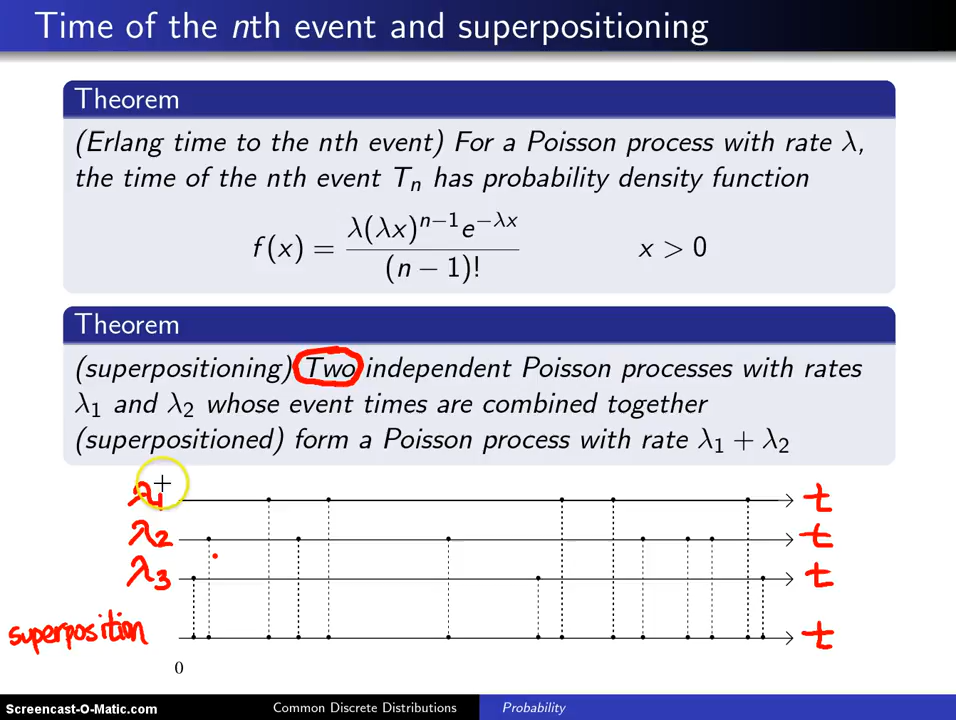 Time of the nth event and superpositioning
Theorem
(Erlang time to the nth event) For a Poisson process with rate λ,
the time of the nth event Tₙ has probability density function
f(x) = λ(λx)ⁿ⁻¹e⁻λx / (n − 1)! x > 0
Theorem
(superpositioning) Two independent Poisson processes with rates
λ₁ and λ₂ whose event times are combined together
(superpositioned) form a Poisson process with rate λ₁ + λ₂
λ₁ t
λ₂ t
λ₃ t
superposition t
0
Screencast-O-Matic.com Common Discrete Distributions Probability